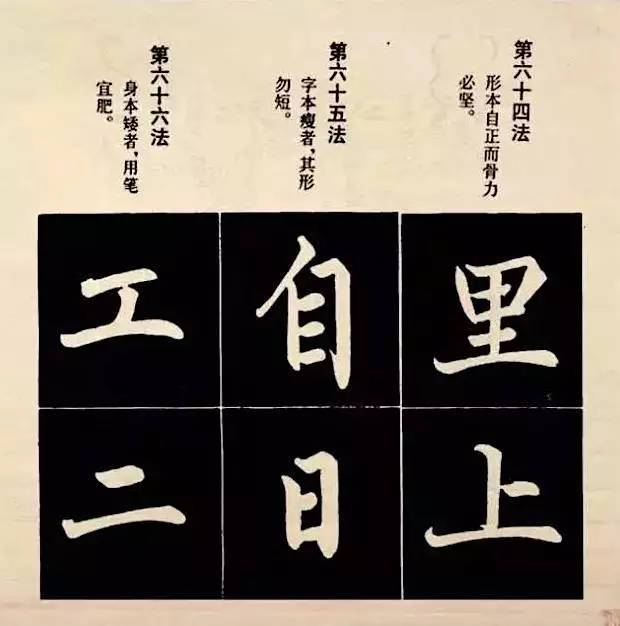 第六十四法
形本自正而骨力
必坚。
里
上
第六十五法
字本瘦者，其形
勿短。
自
日
第六十六法
身本矮者，用笔
宜肥。
工
二